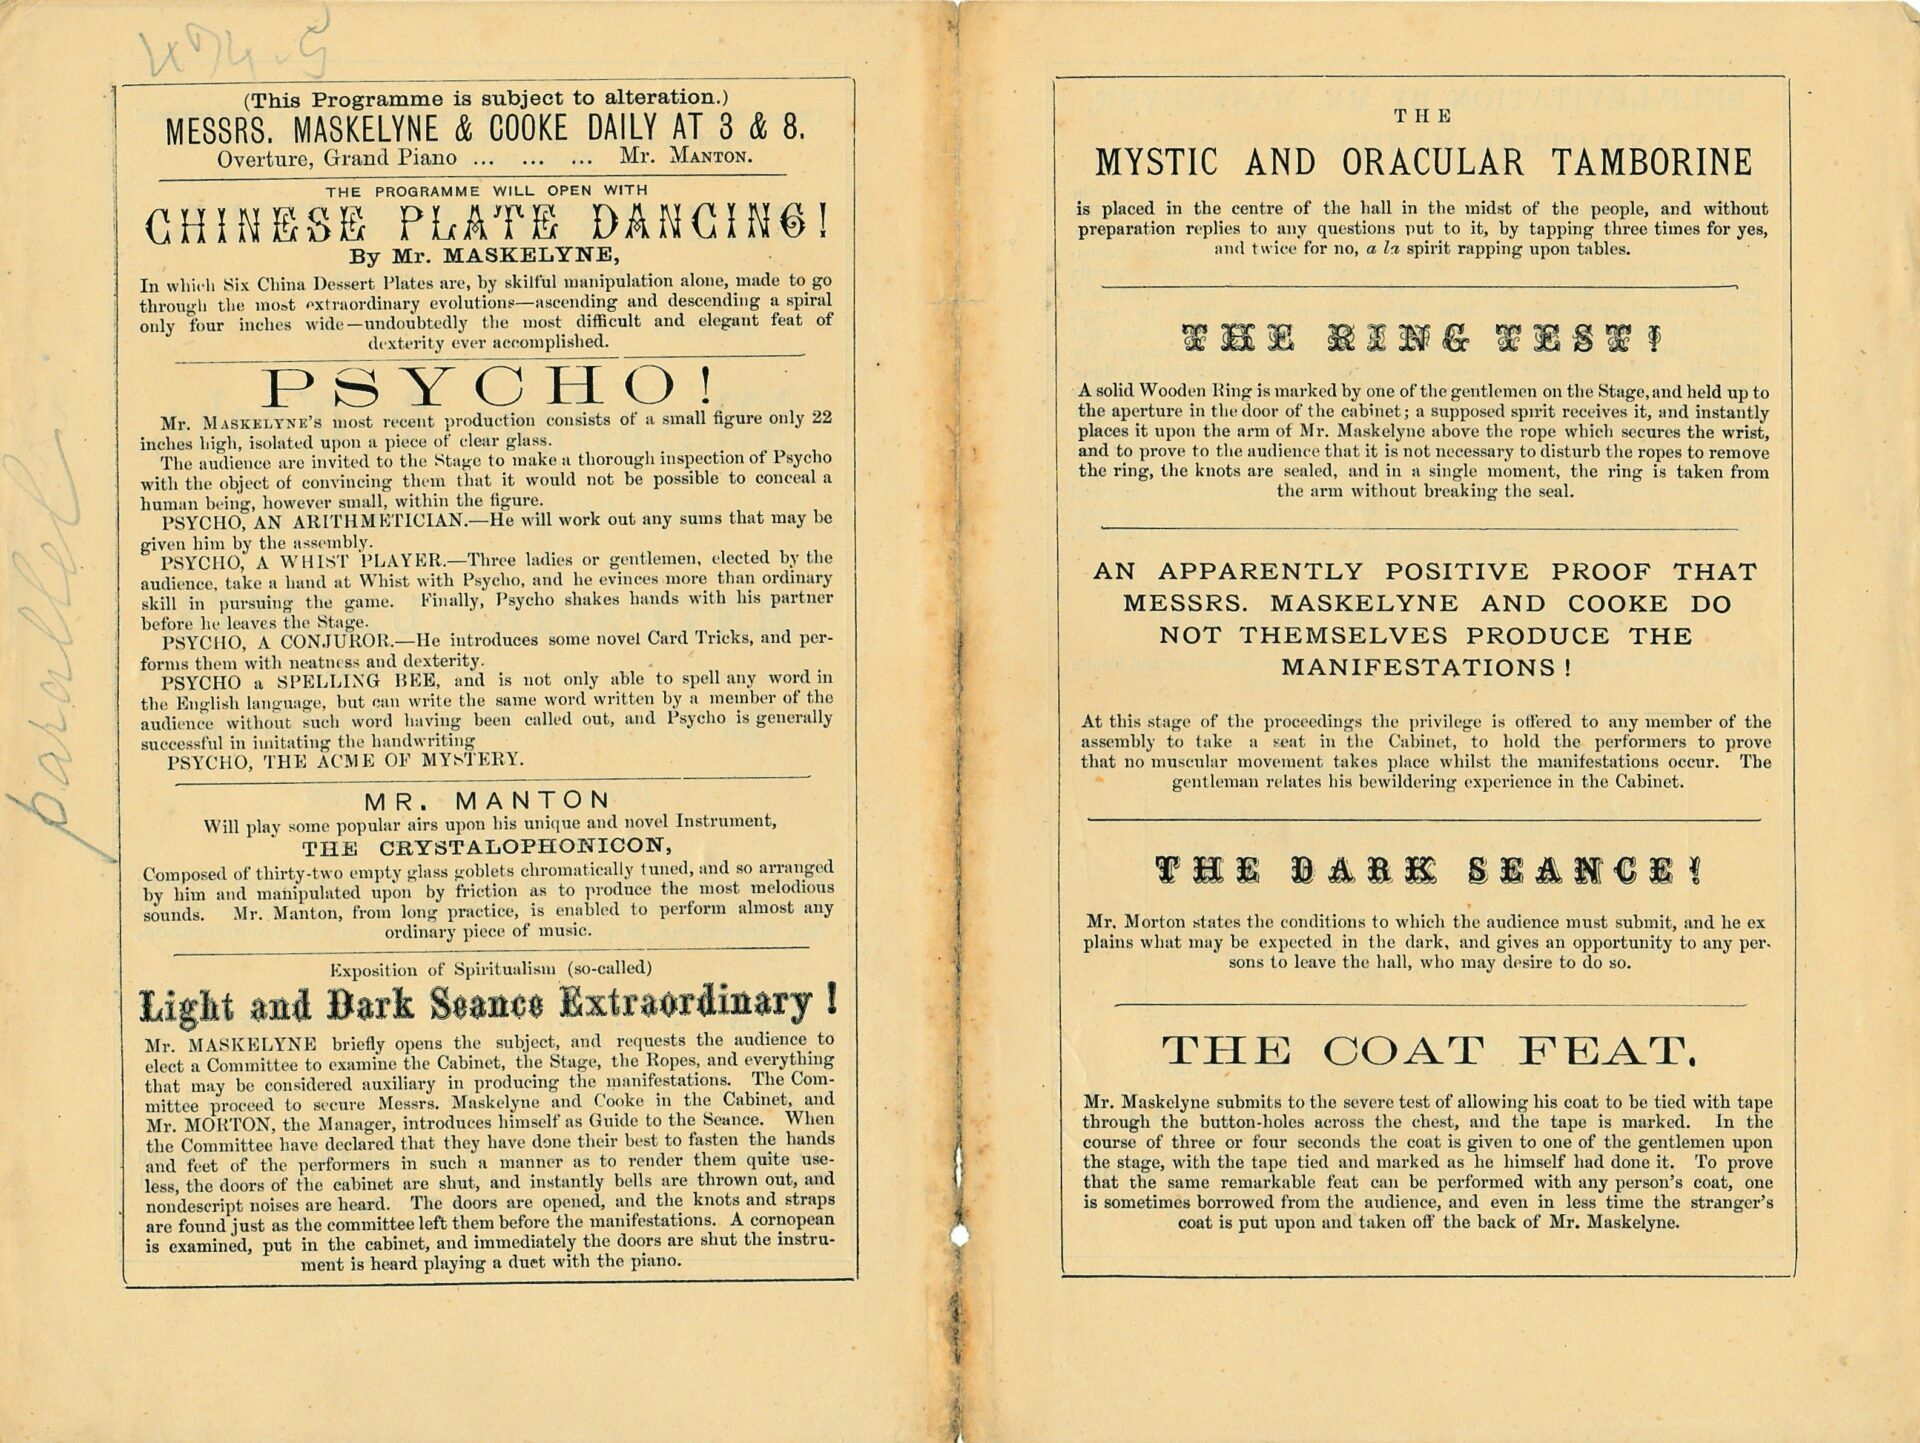 (This Programme is subject to alteration.)
MESSRS. MASKELYNE & COOKE DAILY AT 3 & 8.
Overture, Grand Piano ... ... ... Mr. MANTON.
THE PROGRAMME WILL OPEN WITH
CHINESE PLATE DANCING!
By Mr. MASKELYNE,
In which Six China Dessert Plates are, by skilful manipulation alone, made to go
through the most extraordinary evolutions—ascending and descending a spiral
only four inches wide—undoubtedly the most difficult and elegant feat of
dexterity ever accomplished.
PSYCHO!
Mr. MASKELYNE'S most recent production consists of a small figure only 22
inches high, isolated upon a piece of clear glass.
The audience are invited to the Stage to make a thorough inspection of Psycho
with the object of convincing them that it would not be possible to conceal a
human being, however small, within the figure.
PSYCHO, AN ARITHMETICIAN.—He will work out any sums that may be
given him by the assembly.
PSYCHO, A WHIST PLAYER.—Three ladies or gentlemen, elected by the
audience, take a hand at Whist with Psycho, and he evinces more than ordinary
skill in pursuing the game. Finally, Psycho shakes hands with his partner
before he leaves the Stage.
PSYCHO, A CONJUROR.—He introduces some novel Card Tricks, and per-
forms them with neatness and dexterity.
PSYCHO a SPELLING BEE, and is not only able to spell any word in
the English language, but can write the same word written by a member of the
audience without such word having been called out, and Psycho is generally
successful in imitating the handwriting
PSYCHO, THE ACME OF MYSTERY.
MR. MANTON
Will play some popular airs upon his unique and novel Instrument,
THE CRYSTALOPHONICON,
Composed of thirty-two empty glass goblets chromatically tuned, and so arranged
by him and manipulated upon by friction as to produce the most melodious
sounds. Mr. Manton, from long practice, is enabled to perform almost any
ordinary piece of music.
Exposition of Spiritualism (so-called)
Light and Dark Seance Extraordinary!
Mr. MASKELYNE briefly opens the subject, and requests the audience to
elect a Committee to examine the Cabinet, the Stage, the Ropes, and everything
that may be considered auxiliary in producing the manifestations. The Com-
mittee proceed to secure Messrs. Maskelyne and Cooke in the Cabinet, and
Mr. MORTON, the Manager, introduces himself as Guide to the Seance. When
the Committee have declared that they have done their best to fasten the hands
and feet of the performers in such a manner as to render them quite use-
less, the doors of the cabinet are shut, and instantly bells are thrown out, and
nondescript noises are heard. The doors are opened, and the knots and straps
are found just as the committee left them before the manifestations. A cornopean
is examined, put in the cabinet, and immediately the doors are shut the instru-
ment is heard playing a duet with the piano.
parallel
THE
MYSTIC AND ORACULAR TAMBORINE
is placed in the centre of the hall in the midst of the people, and without
preparation replies to any questions put to it, by tapping three times for yes,
and twice for no, a la spirit rapping upon tables.
THE RING TEST!
A solid Wooden Ring is marked by one of the gentlemen on the Stage, and held up to
the aperture in the door of the cabinet; a supposed spirit receives it, and instantly
places it upon the arm of Mr. Maskelyne above the rope which secures the wrist,
and to prove to the audience that it is not necessary to disturb the ropes to remove
the ring, the knots are sealed, and in a single moment, the ring is taken from
the arm without breaking the seal.
AN APPARENTLY POSITIVE PROOF THAT
MESSRS. MASKELYNE AND COOKE DO
NOT THEMSELVES PRODUCE THE
MANIFESTATIONS!
At this stage of the proceedings the privilege is offered to any member of the
assembly to take a seat in the Cabinet, to hold the performers to prove
that no muscular movement takes place whilst the manifestations occur. The
gentleman relates his bewildering experience in the Cabinet.
THE DARK SEANCE!
Mr. Morton states the conditions to which the audience must submit, and he ex
plains what may be expected in the dark, and gives an opportunity to any per-
sons to leave the hall, who may desire to do so.
THE COAT FEAT.
Mr. Maskelyne submits to the severe test of allowing his coat to be tied with tape
through the button-holes across the chest, and the tape is marked. In the
course of three or four seconds the coat is given to one of the gentlemen upon
the stage, with the tape tied and marked as he himself had done it. To prove
that the same remarkable feat can be performed with any person's coat, one
is sometimes borrowed from the audience, and even in less time the stranger's
coat is put upon and taken off the back of Mr. Maskelyne.